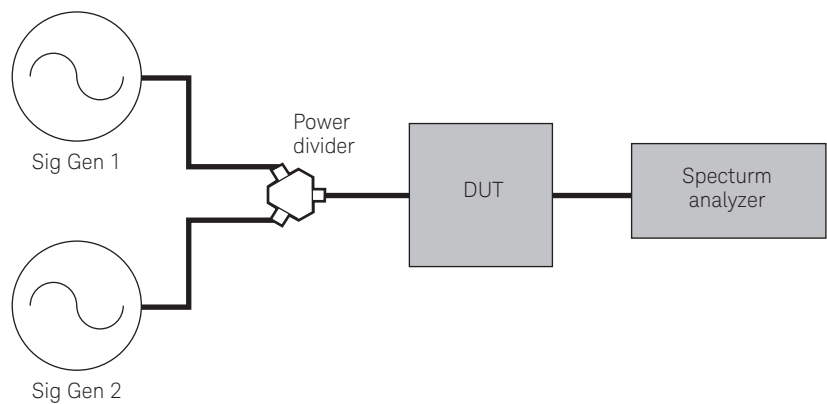 Sig Gen 1
Power
divider
DUT
Specturm
analyzer
Sig Gen 2